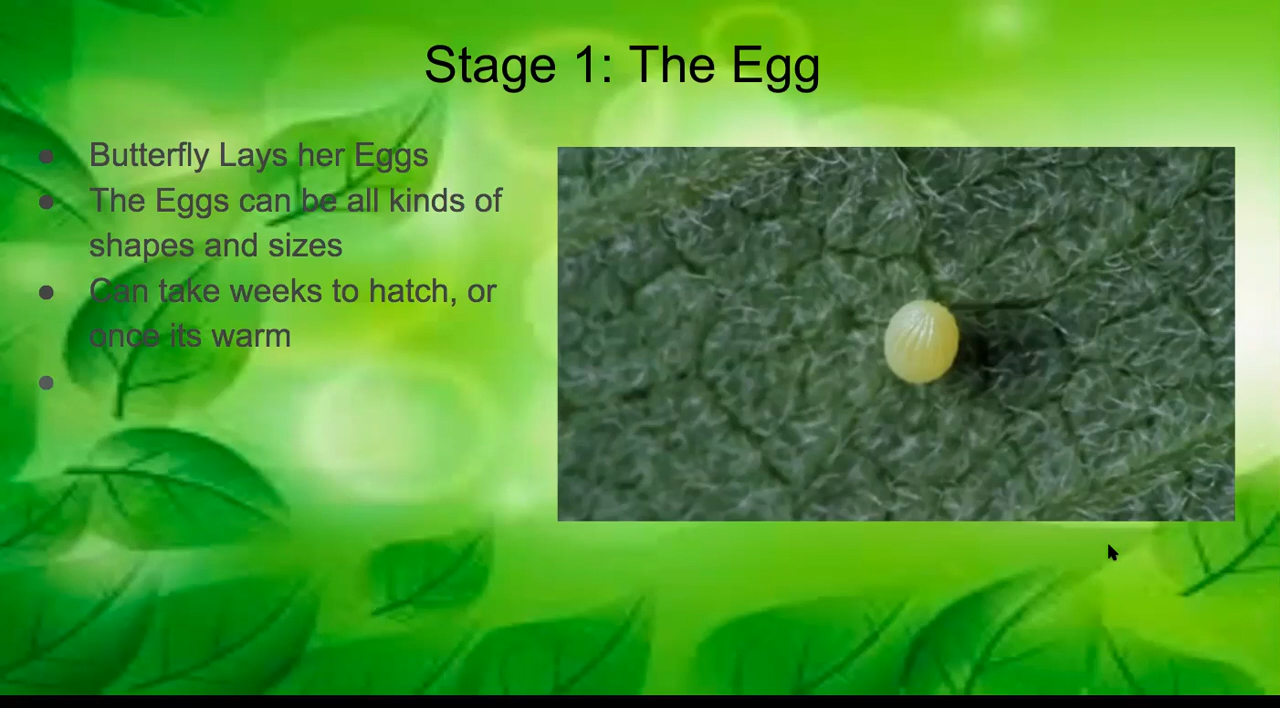 Stage 1: The Egg
● Butterfly Lays her Eggs
● The Eggs can be all kinds of
shapes and sizes
● Can take weeks to hatch, or
once its warm
●